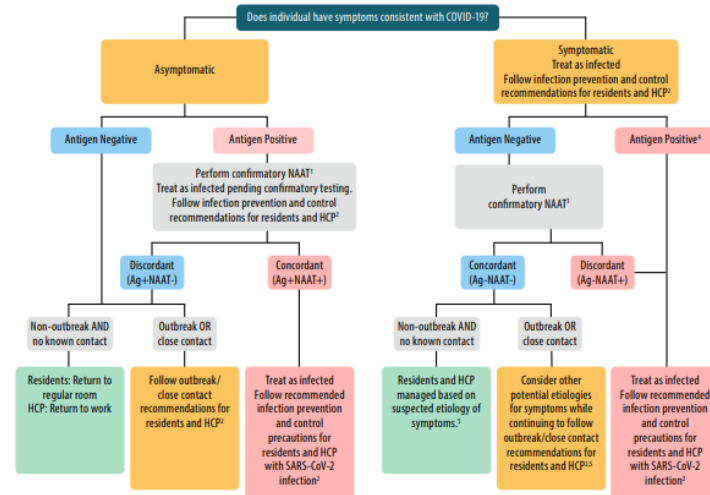 Does individual have symptoms consistent with COVID-19?
Asymptomatic
Symptomatic
Treat as infected
Follow infection prevention and control
recommendations for residents and HCP²
Antigen Negative
Antigen Positive
Antigen Negative
Antigen Positive⁴
Perform confirmatory NAAT¹
Treat as infected pending confirmatory testing.
Follow infection prevention and control
recommendations for residents and HCP²
Perform
confirmatory NAAT³
Discordant
(Ag+NAAT-)
Concordant
(Ag+NAAT+)
Concordant
(Ag-NAAT-)
Discordant
(Ag-NAAT+)
Non-outbreak AND
no known contact
Outbreak OR
close contact
Non-outbreak AND
no known contact
Outbreak OR
close contact
Residents: Return to
regular room
HCP: Return to work
Follow outbreak/
close contact
recommendations for
residents and HCP²
Treat as infected
Follow recommended
infection prevention
and control
precautions for
residents and HCP
with SARS-CoV-2
infection²
Residents and HCP
managed based on
suspected etiology of
symptoms.⁵
Consider other
potential etiologies
for symptoms while
continuing to follow
outbreak/close contact
recommendations for
residents and HCP²,⁵
Treat as infected
Follow recommended
infection prevention
and control
precautions for
residents and HCP
with SARS-CoV-2
infection²